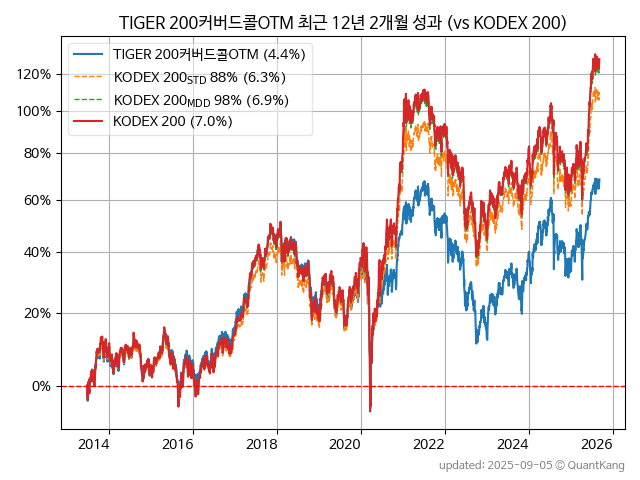 TIGER 200커버드콜OTM 최근 12년 2개월 성과 (vs KODEX 200)
TIGER 200커버드콜OTM (4.4%)
KODEX 200STD 88% (6.3%)
KODEX 200MDD 98% (6.9%)
KODEX 200 (7.0%)
120%
100%
80%
60%
40%
20%
0%
2014 2016 2018 2020 2022 2024 2026
updated: 2025-09-05 © QuantKang